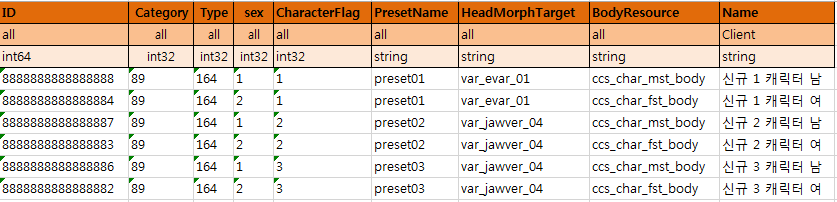 ID Category Type sex CharacterFlag PresetName HeadMorphTarget BodyResource Name
all all all all all all all all Client
int64 int32 int32 int32 int32 string string string string
8888888888888888 89 164 1 1 preset01 var_evar_01 ccs_char_mst_body 신규 1 캐릭터 남
8888888888888884 89 164 2 1 preset01 var_evar_01 ccs_char_fst_body 신규 1 캐릭터 여
8888888888888887 89 164 1 2 preset02 var_jawver_04 ccs_char_mst_body 신규 2 캐릭터 남
8888888888888883 89 164 2 2 preset02 var_jawver_04 ccs_char_fst_body 신규 2 캐릭터 여
8888888888888886 89 164 1 3 preset03 var_jawver_04 ccs_char_mst_body 신규 3 캐릭터 남
8888888888888882 89 164 2 3 preset03 var_jawver_04 ccs_char_fst_body 신규 3 캐릭터 여